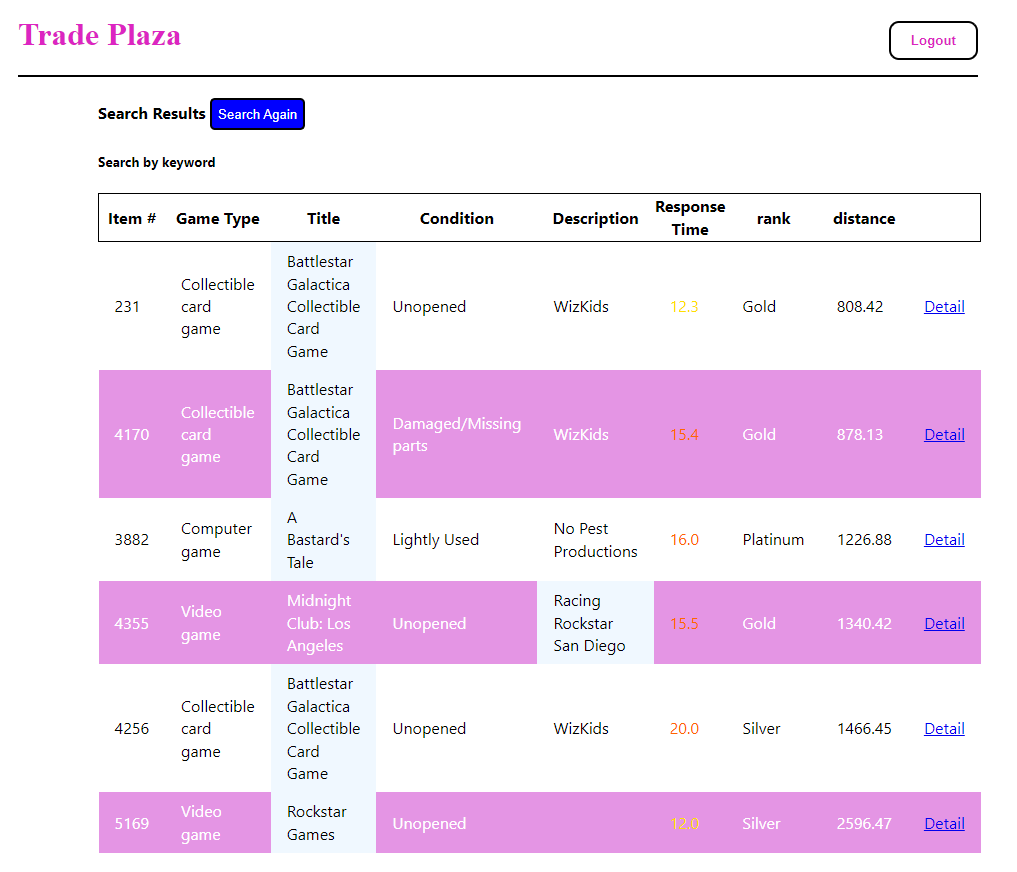 Trade Plaza
Logout
Search Results Search Again
Search by keyword
Item # Game Type Title Condition Description Response Time rank distance
231 Collectible card game Battlestar Galactica Collectible Card Game Unopened WizKids 12.3 Gold 808.42 Detail
4170 Collectible card game Battlestar Galactica Collectible Card Game Damaged/Missing parts WizKids 15.4 Gold 878.13 Detail
3882 Computer game A Bastard's Tale Lightly Used No Pest Productions 16.0 Platinum 1226.88 Detail
4355 Video game Midnight Club: Los Angeles Unopened Racing Rockstar San Diego 15.5 Gold 1340.42 Detail
4256 Collectible card game Battlestar Galactica Collectible Card Game Unopened WizKids 20.0 Silver 1466.45 Detail
5169 Video game Rockstar Games Unopened 12.0 Silver 2596.47 Detail